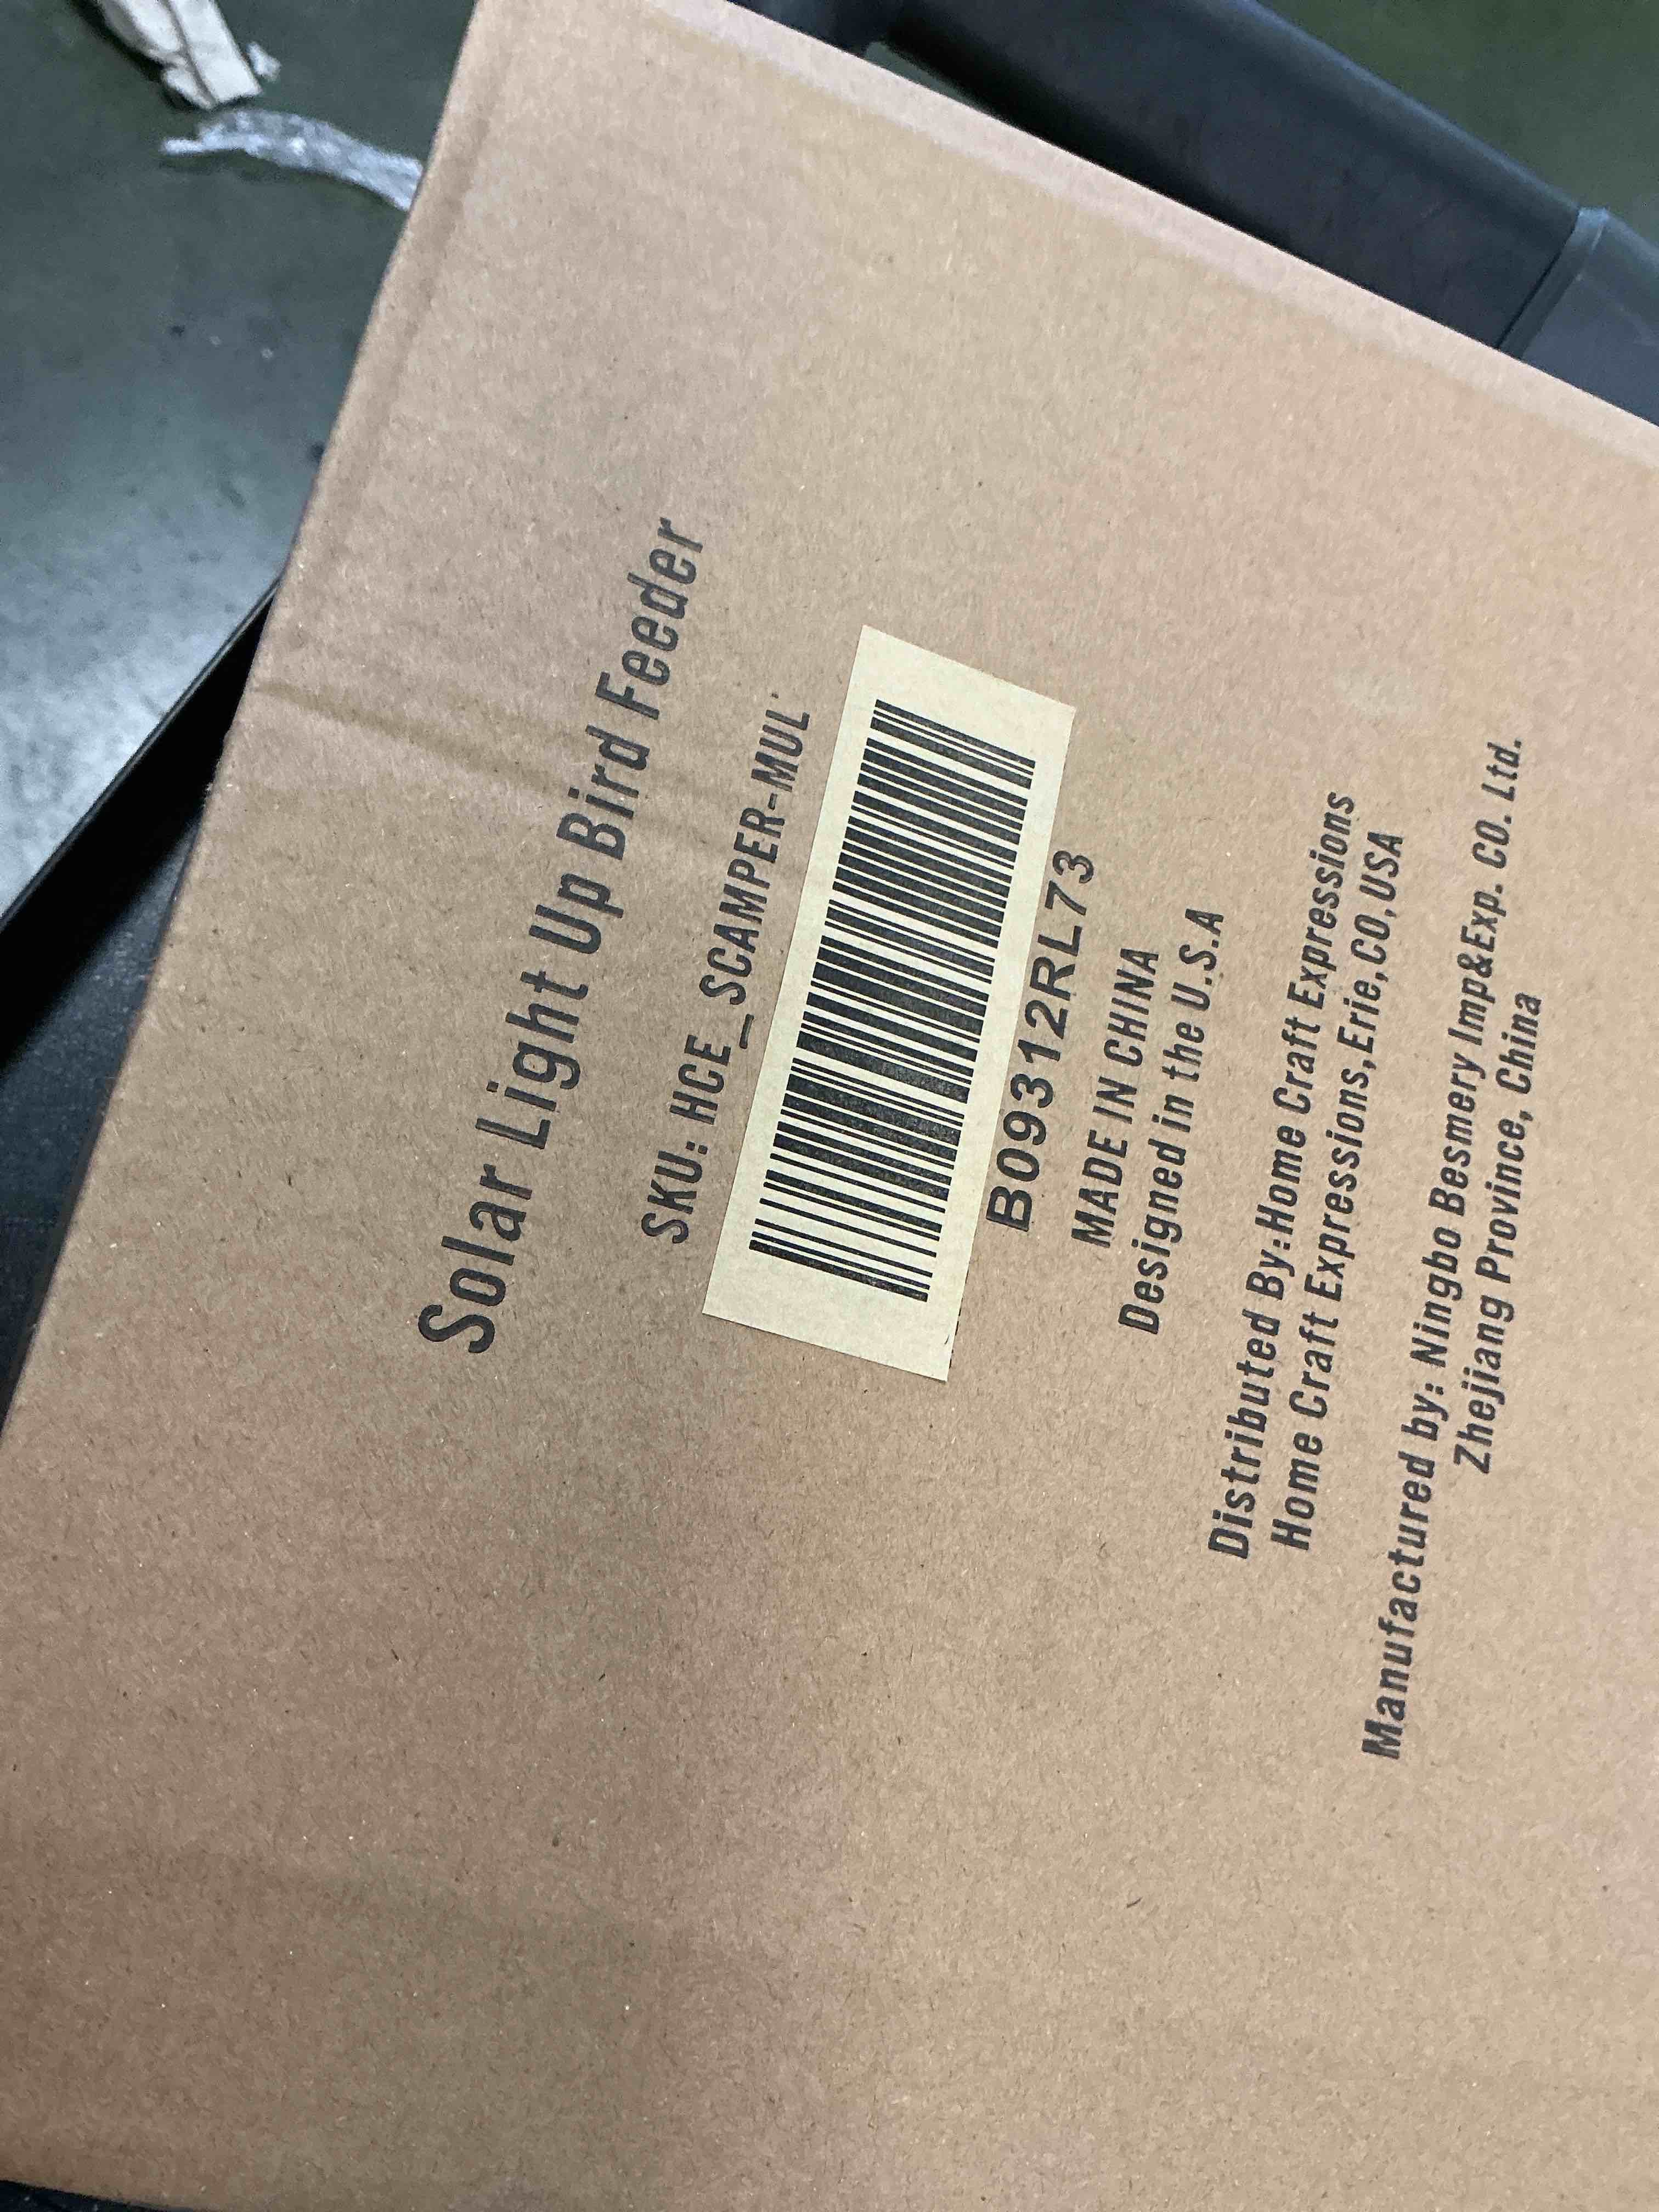 Solar Light Up Bird Feeder
SKU: HCE_SCAMPER-MUL
B09312RL73
MADE IN CHINA
Designed in the U.S.A
Distributed By:Home Craft Expressions
Home Craft Expressions,Erie,CO,USA
Manufactured by: Ningbo Besmery Imp&Exp. CO. Ltd.
Zhejiang Province, China